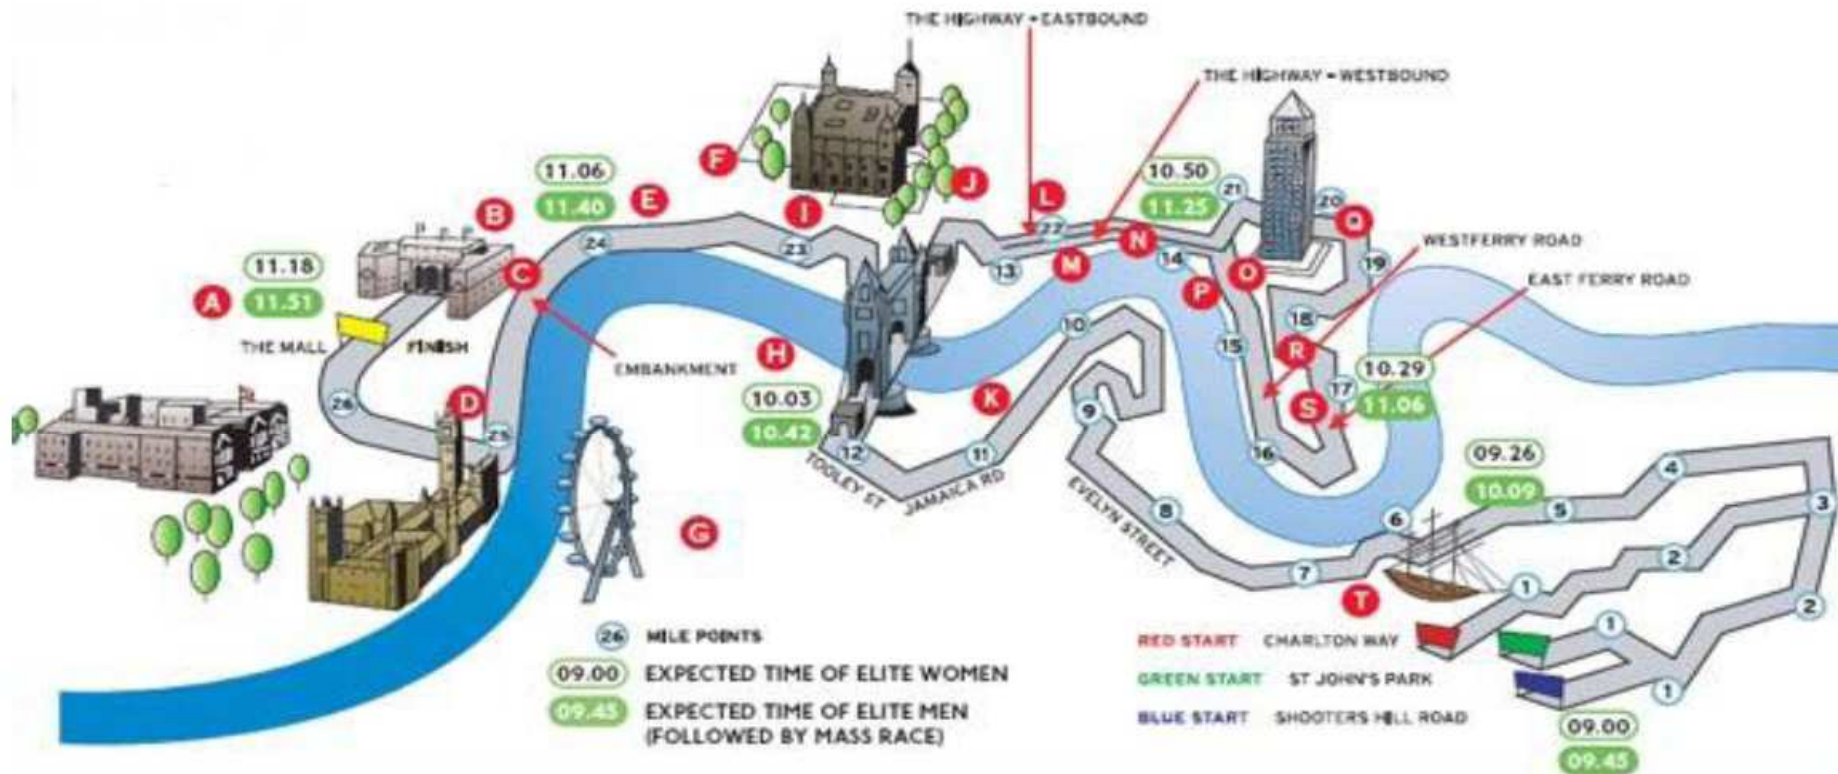 THE HIGHWAY - EASTBOUND
THE HIGHWAY - WESTBOUND
11.06
11.40
E
F
J
I
L
10.50
11.25
21
20
Q
B
24
23
22
N
M
13
14
O
19
WESTFERRY ROAD
EAST FERRY ROAD
A
11.18
11.51
C
P
18
THE MALL
FINISH
EMBANKMENT
H
10
15
R
10.29
11.06
17
S
26
D
25
10.03
10.42
K
9
12
11
16
TOOLEY ST
JAMAICA RD
EVELYN STREET
09.26
10.09
4
3
5
6
8
7
G
T
1
2
1
2
1
26 MILE POINTS
09.00 EXPECTED TIME OF ELITE WOMEN
09.45 EXPECTED TIME OF ELITE MEN
(FOLLOWED BY MASS RACE)
RED START CHARLTON WAY
GREEN START ST JOHN'S PARK
BLUE START SHOOTERS HILL ROAD
09.00
09.45